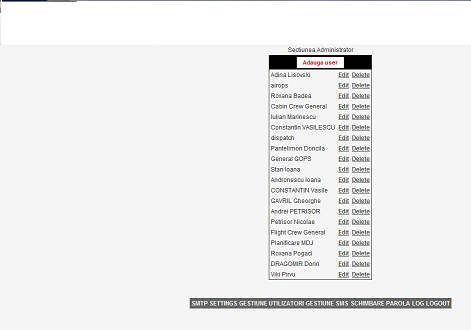 Sectiunea Administrator
Adauga user
Adina Lisovski Edit Delete
airops Edit Delete
Roxana Badea Edit Delete
Cabin Crew General Edit Delete
Iulian Marinescu Edit Delete
Constantin VASILESCU Edit Delete
dispatch Edit Delete
Pantelimon Doncila Edit Delete
General GOPS Edit Delete
Stan Ioana Edit Delete
Andronescu Ioana Edit Delete
CONSTANTIN Vasile Edit Delete
GAVRIL Gheorghe Edit Delete
Andrei PETRISOR Edit Delete
Petrisor Nicolae Edit Delete
Flight Crew General Edit Delete
Planificare MDJ Edit Delete
Roxana Pogaci Edit Delete
DRAGOMIR Dorin Edit Delete
Viki Pirvu Edit Delete
SMTP SETTINGS GESTIUNE UTILIZATORI GESTIUNE SMS SCHIMBARE PAROLA LOG LOGOUT